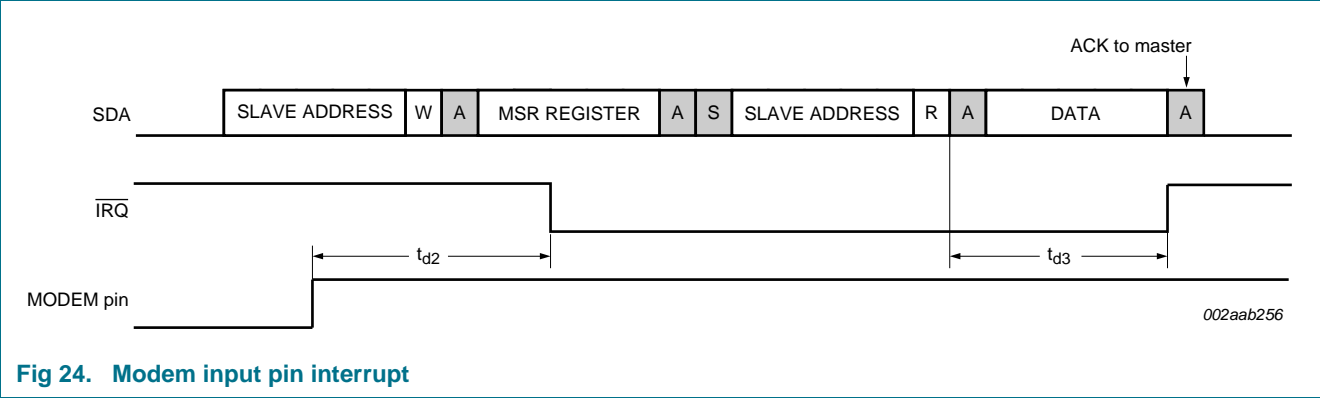 ACK to master
SDA SLAVE ADDRESS W A MSR REGISTER A S SLAVE ADDRESS R A DATA A
IRQ
td2 td3
MODEM pin
002aab256
Fig 24. Modem input pin interrupt